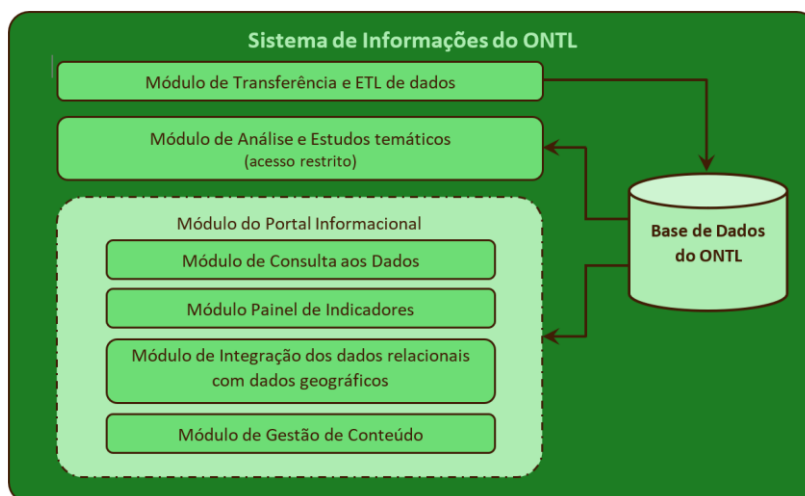 Sistema de Informações do ONTL
Módulo de Transferência e ETL de dados
Módulo de Análise e Estudos temáticos
(acesso restrito)
Módulo do Portal Informacional
Módulo de Consulta aos Dados
Módulo Painel de Indicadores
Módulo de Integração dos dados relacionais
com dados geográficos
Módulo de Gestão de Conteúdo
Base de Dados
do ONTL